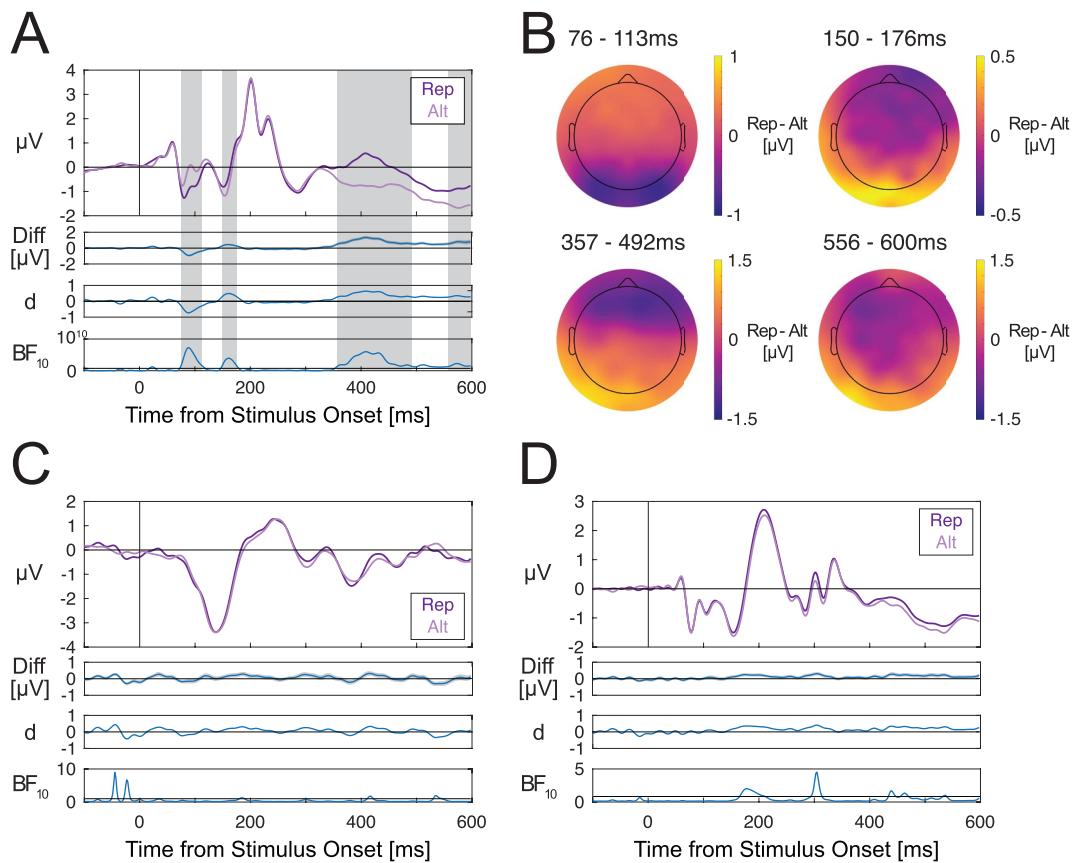 A
4
3
2
1
0
-1
-2
µV
Rep
Alt
Diff
[µV]
2
0
-2
d
1
0
-1
BF10
10^10
0
0
200
400
600
Time from Stimulus Onset [ms]
B
76 - 113ms
1
0
-1
Rep - Alt
[µV]
150 - 176ms
0.5
0
-0.5
Rep - Alt
[µV]
357 - 492ms
1.5
0
-1.5
Rep - Alt
[µV]
556 - 600ms
1.5
0
-1.5
Rep - Alt
[µV]
C
2
1
0
-1
-2
-3
-4
µV
Rep
Alt
Diff
[µV]
1
0
-1
d
1
0
-1
BF10
10
0
0
200
400
600
Time from Stimulus Onset [ms]
D
3
2
1
0
-1
-2
µV
Rep
Alt
Diff
[µV]
1
0
-1
d
1
0
-1
BF10
5
0
0
200
400
600
Time from Stimulus Onset [ms]